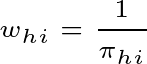 w_{hi} = \frac{1}{\pi_{hi}}